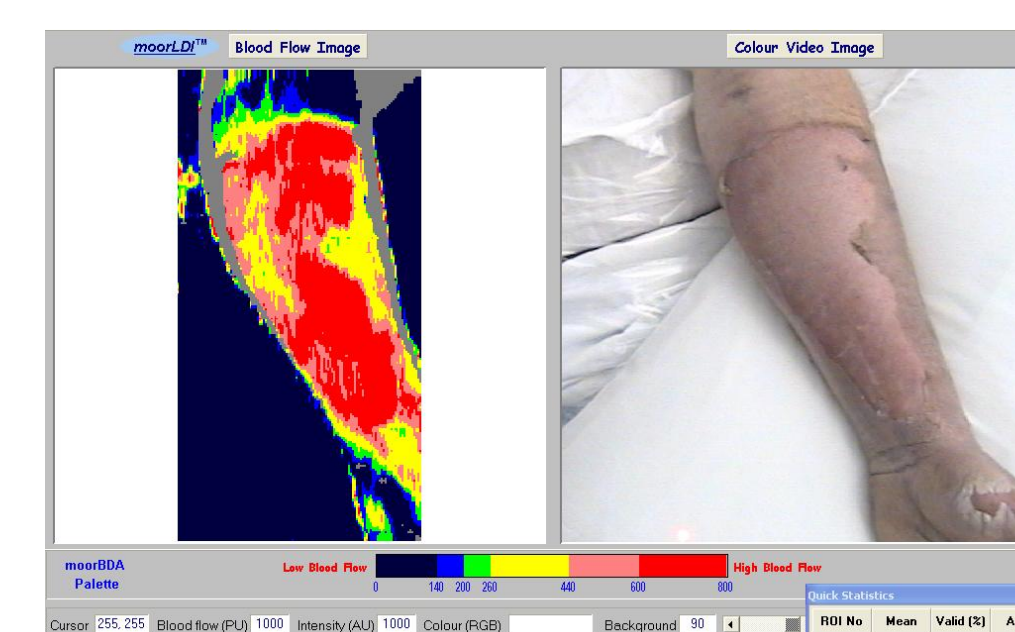 moorLDI™ Blood Flow Image Colour Video Image
moorBDA
Palette
Low Blood Flow High Blood Flow
0 140 200 260 440 600 800
Quick Statistics
ROI No Mean Valid (%) A
Cursor 255, 255 Blood flow (PU) 1000 Intensity (AU) 1000 Colour (RGB) Background 90